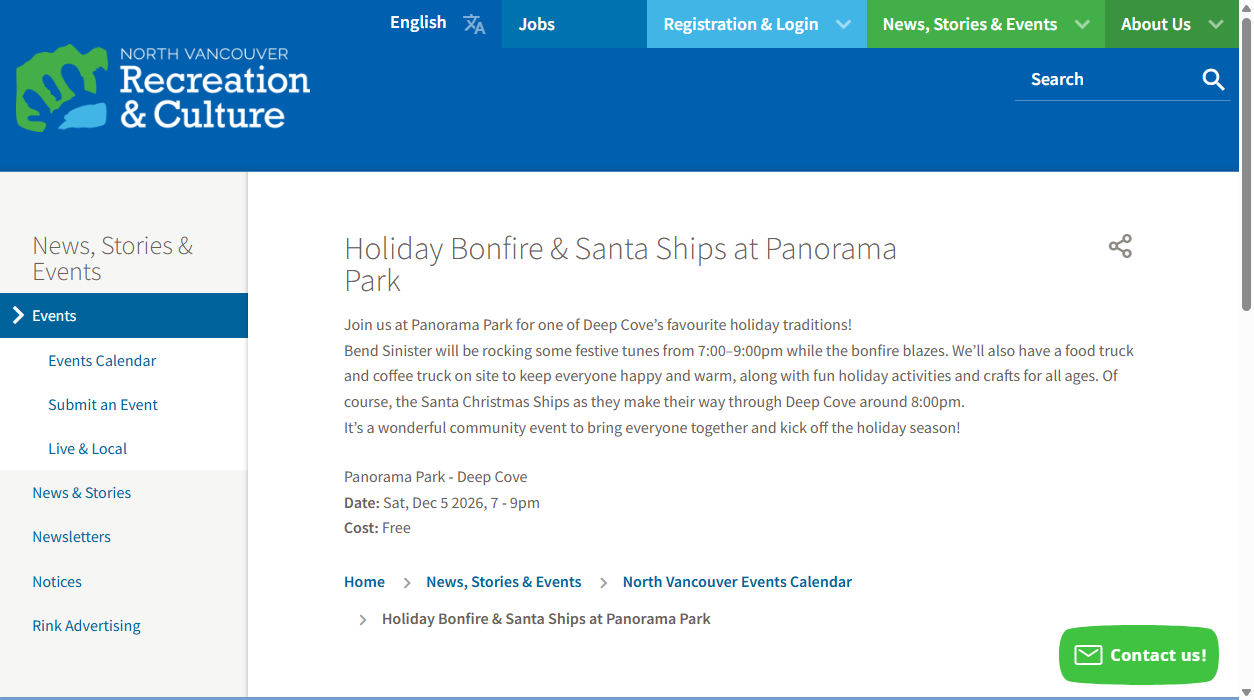 English
Jobs
Registration & Login
News, Stories & Events
About Us
NORTH VANCOUVER
Recreation
& Culture
Search
News, Stories &
Events
Events
Events Calendar
Submit an Event
Live & Local
News & Stories
Newsletters
Notices
Rink Advertising
Holiday Bonfire & Santa Ships at Panorama
Park
Join us at Panorama Park for one of Deep Cove’s favourite holiday traditions!
Bend Sinister will be rocking some festive tunes from 7:00–9:00pm while the bonfire blazes. We’ll also have a food truck
and coffee truck on site to keep everyone happy and warm, along with fun holiday activities and crafts for all ages. Of
course, the Santa Christmas Ships as they make their way through Deep Cove around 8:00pm.
It’s a wonderful community event to bring everyone together and kick off the holiday season!
Panorama Park - Deep Cove
Date: Sat, Dec 5 2026, 7 - 9pm
Cost: Free
Home > News, Stories & Events > North Vancouver Events Calendar
> Holiday Bonfire & Santa Ships at Panorama Park
Contact us!